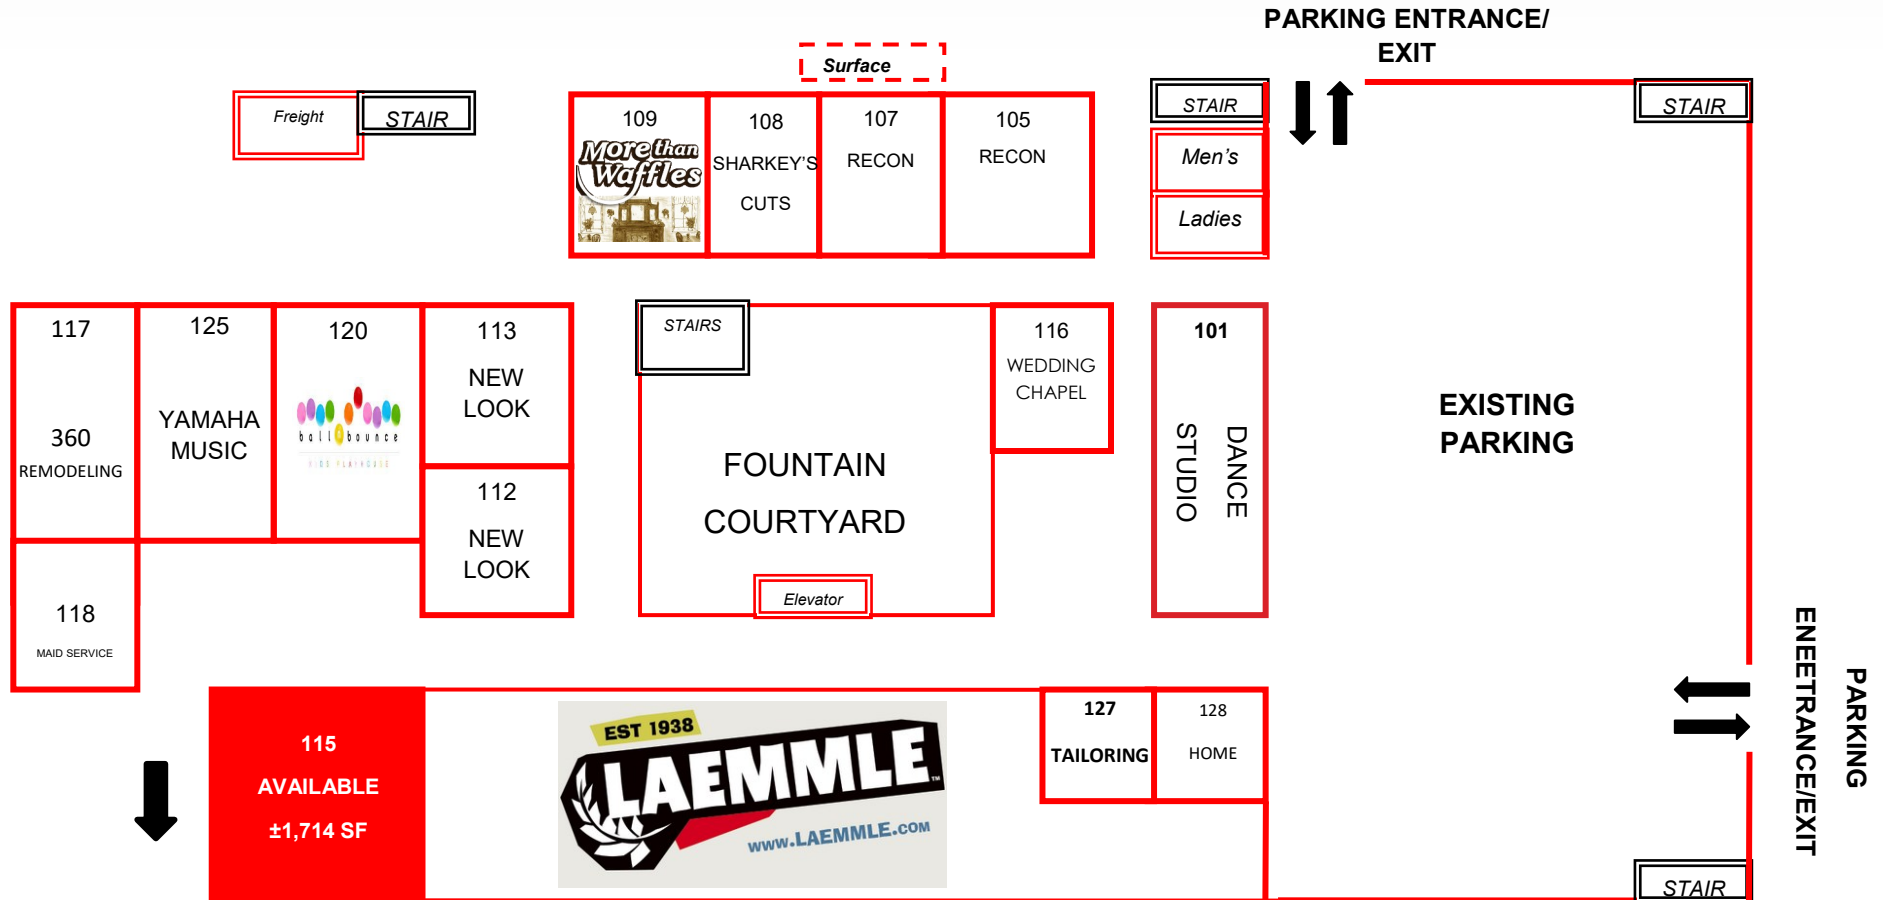 PARKING ENTRANCE/
EXIT
Surface
Freight
STAIR
109
More than
Waffles
108
SHARKEY'S
CUTS
107
RECON
105
RECON
STAIR
Men's
Ladies
STAIR
117
360
REMODELING
125
YAMAHA
MUSIC
120
ball bounce
KIDS PLAYHOUSE
113
NEW
LOOK
112
NEW
LOOK
STAIRS
FOUNTAIN
COURTYARD
Elevator
116
WEDDING
CHAPEL
101
DANCE
STUDIO
EXISTING
PARKING
118
MAID SERVICE
115
AVAILABLE
±1,714 SF
EST 1938
LAEMMLE™
www.LAEMMLE.COM
127
TAILORING
128
HOME
PARKING
ENEETRANCE/EXIT
STAIR